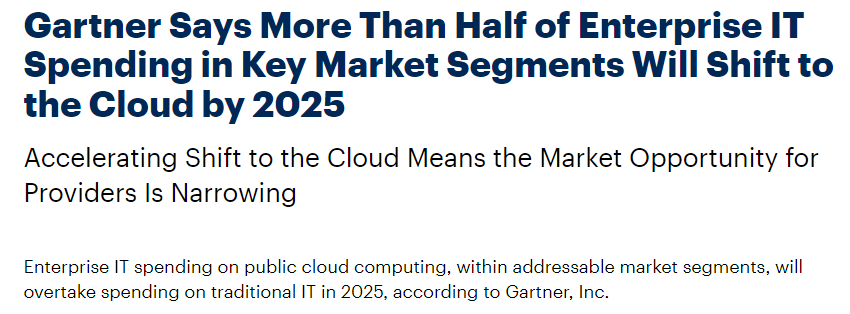 Gartner Says More Than Half of Enterprise IT
Spending in Key Market Segments Will Shift to
the Cloud by 2025
Accelerating Shift to the Cloud Means the Market Opportunity for
Providers Is Narrowing
Enterprise IT spending on public cloud computing, within addressable market segments, will
overtake spending on traditional IT in 2025, according to Gartner, Inc.